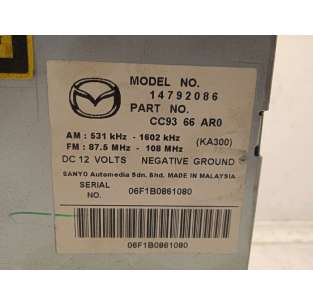 MODEL NO.
14792086
PART NO.
CC93 66 AR0
AM : 531 kHz - 1602 kHz
(KA300)
FM : 87.5 MHz - 108 MHz
DC 12 VOLTS NEGATIVE GROUND
SANYO Automedia Sdn. Bhd. MADE IN MALAYSIA
SERIAL NO. 06F1B0861080
06F1B0861080